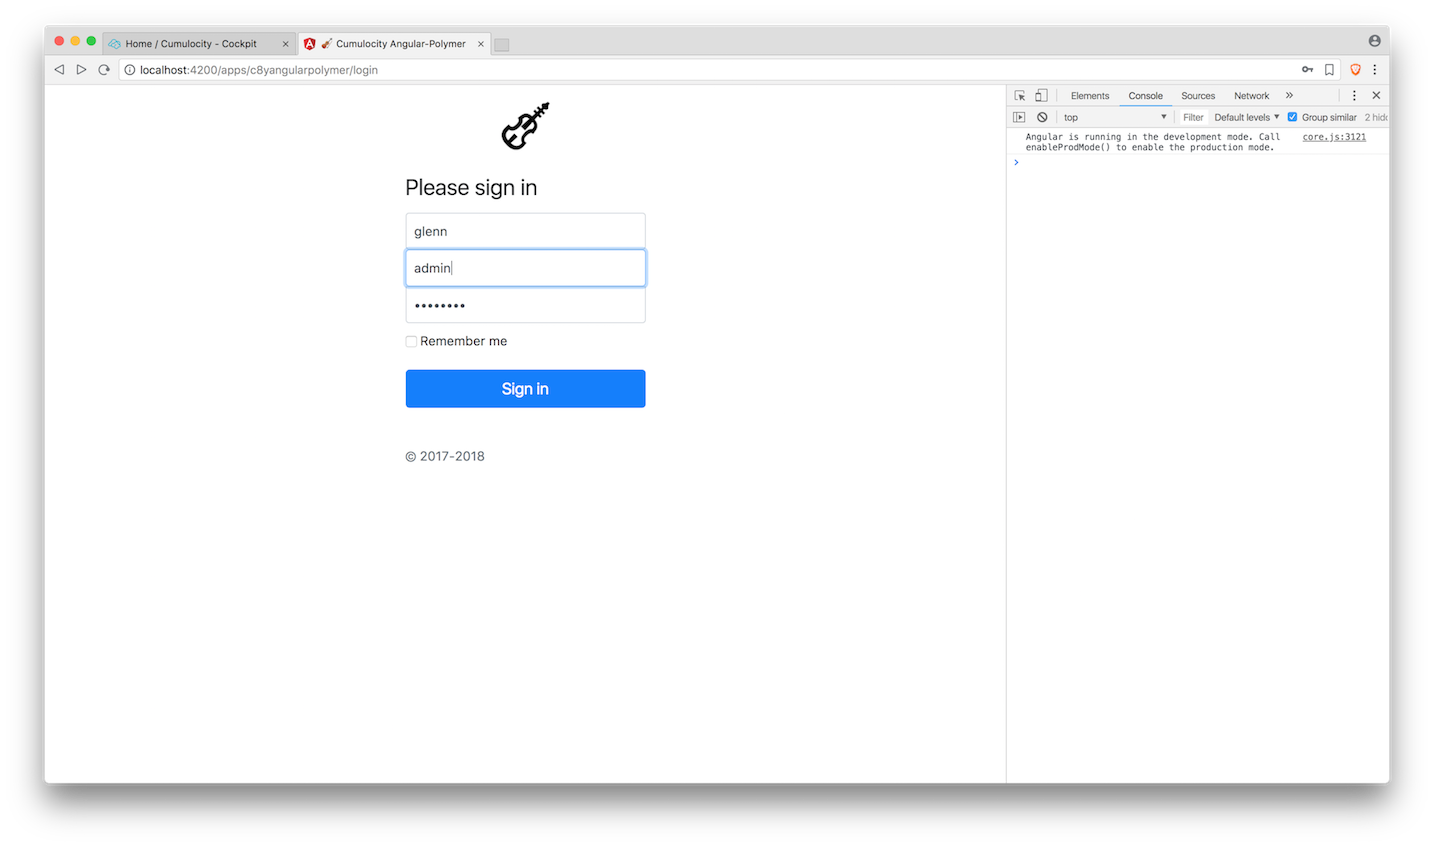 Home / Cumulocity - Cockpit
Cumulocity Angular-Polymer
localhost:4200/apps/c8yangularpolymer/login
Elements Console Sources Network »
top Filter Default levels Group similar 2 hid
Angular is running in the development mode. Call core.js:3121
enableProdMode() to enable the production mode.
Please sign in
glenn
admin
••••••••
Remember me
Sign in
© 2017-2018